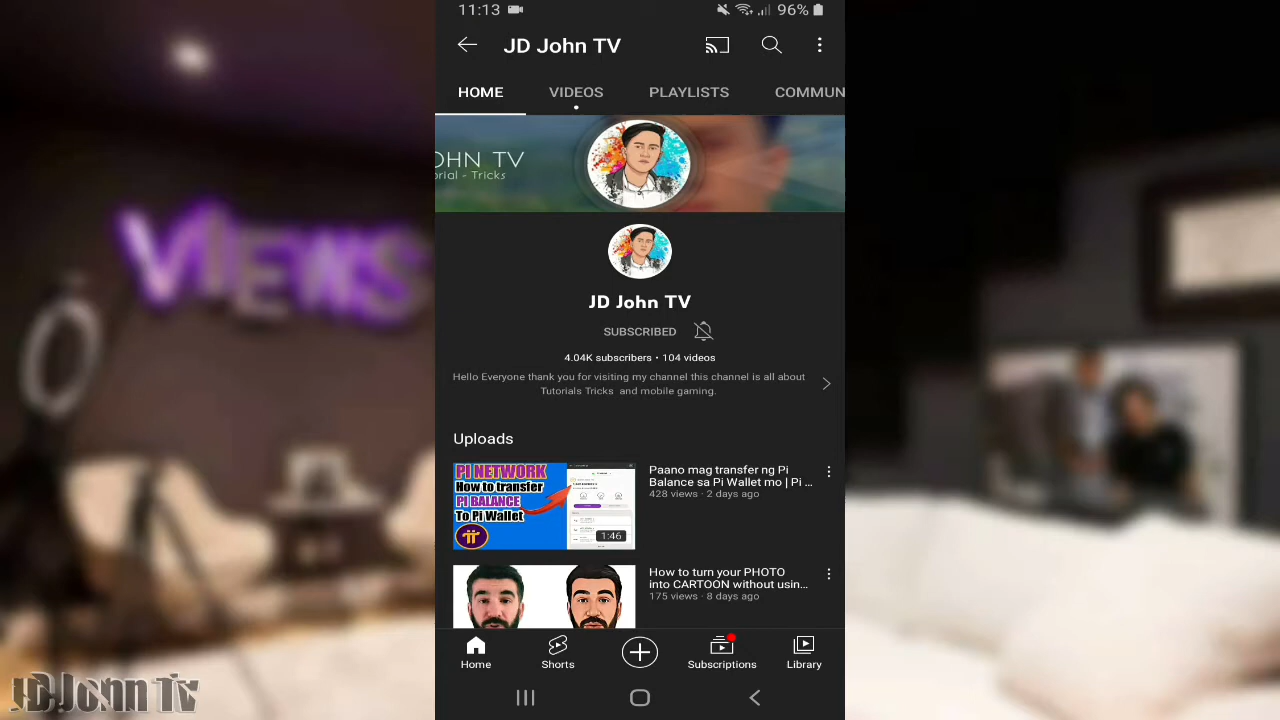 VIEWS
11:13
96%
JD John TV
HOME
VIDEOS
PLAYLISTS
COMMUN
OHN TV
orial - Tricks
JD John TV
SUBSCRIBED
4.04K subscribers • 104 videos
Hello Everyone thank you for visiting my channel this channel is all about
Tutorials Tricks and mobile gaming.
Uploads
PI NETWORK
How to transfer
PI BALANCE
To Pi Wallet
1:46
Paano mag transfer ng Pi
Balance sa Pi Wallet mo | Pi ...
428 views · 2 days ago
How to turn your PHOTO
into CARTOON without usin...
175 views · 8 days ago
Home
Shorts
Subscriptions
Library
JD John Tv